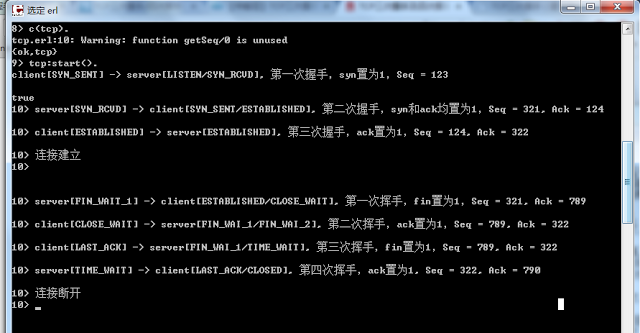 选定 erl
8> c(tcp).
tcp.erl:10: Warning: function getSeq/0 is unused
{ok,tcp}
9> tcp:start().
client[SYN_SENT] -> server[LISTEN/SYN_RCVD], 第一次握手, syn置为1, Seq = 123
true
10> server[SYN_RCVD] -> client[SYN_SENT/ESTABLISHED], 第二次握手, syn和ack均置为1, Seq = 321, Ack = 124
10> client[ESTABLISHED] -> server[ESTABLISHED], 第三次握手, ack置为1, Seq = 124, Ack = 322
10> 连接建立
10>
10> server[FIN_WAIT_1] -> client[ESTABLISHED/CLOSE_WAIT], 第一次挥手, fin置为1, Seq = 321, Ack = 789
10> client[CLOSE_WAIT] -> server[FIN_WAI_1/FIN_WAI_2], 第二次挥手, ack置为1, Seq = 789, Ack = 322
10> client[LAST_ACK] -> server[FIN_WAI_1/TIME_WAIT], 第三次挥手, fin置为1, Seq = 789, Ack = 322
10> server[TIME_WAIT] -> client[LAST_ACK/CLOSED], 第四次挥手, ack置为1, Seq = 322, Ack = 790
10> 连接断开
10>